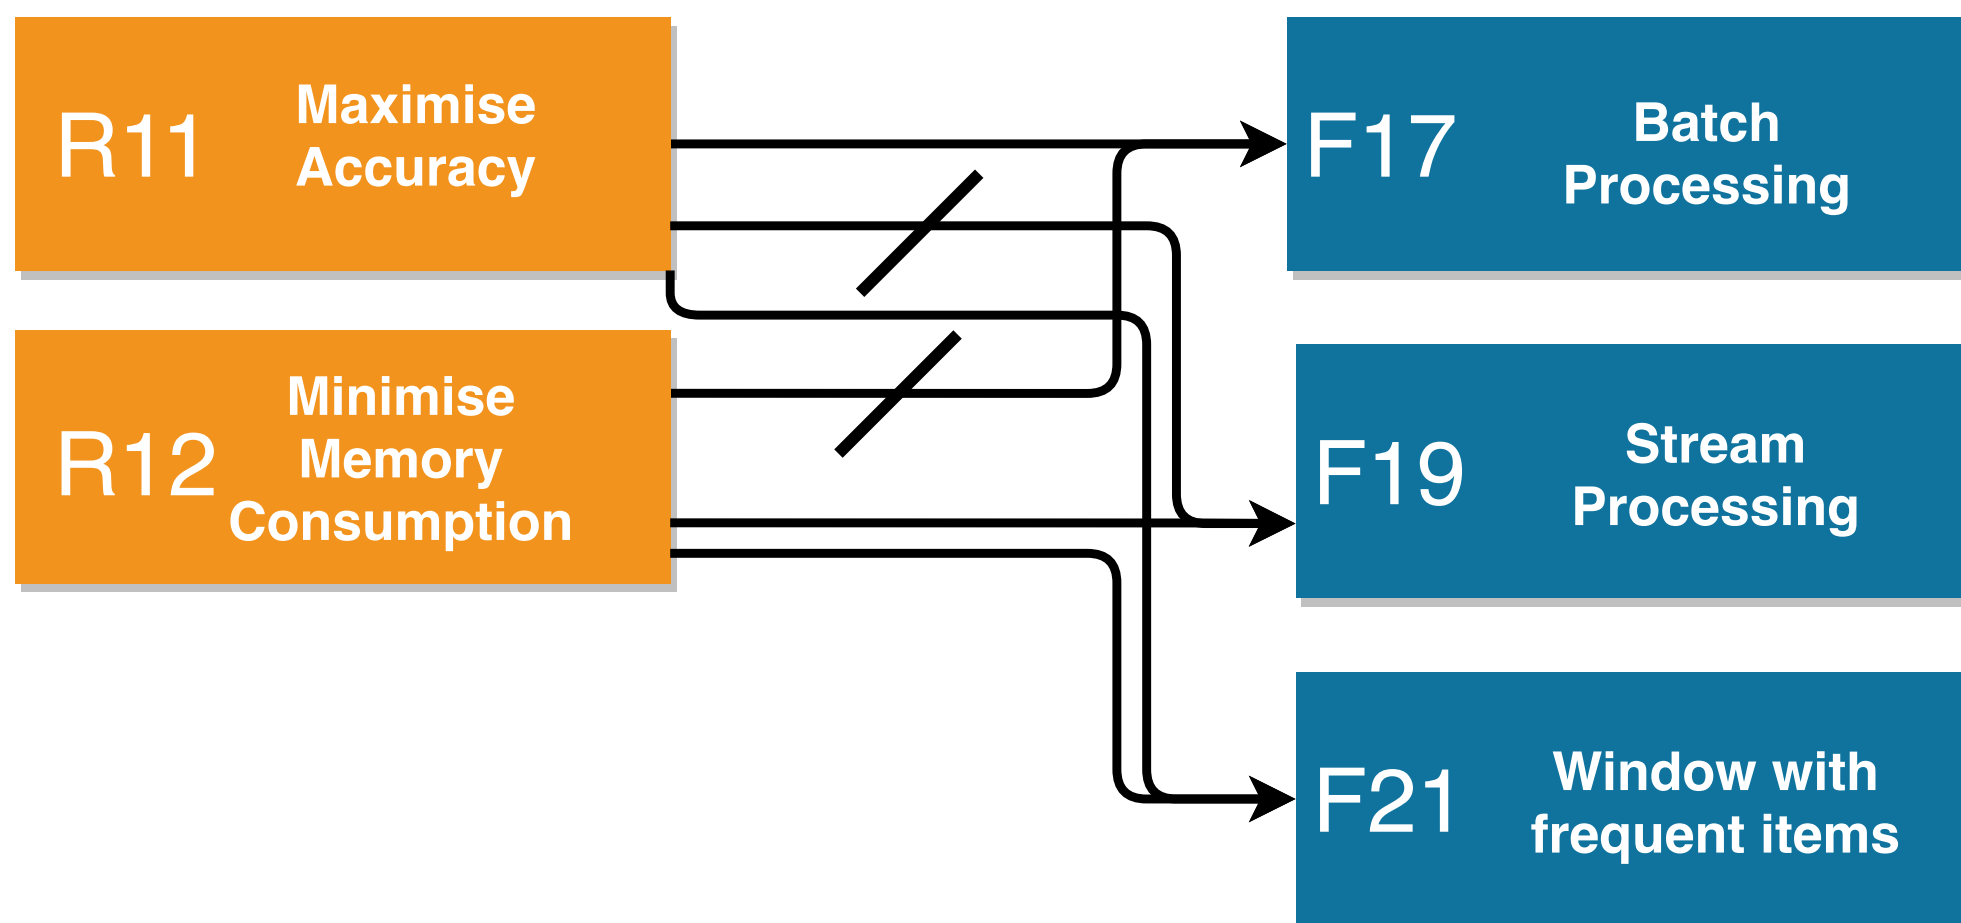 R11
Maximise
Accuracy
R12
Minimise
Memory
Consumption
F17
Batch
Processing
F19
Stream
Processing
F21
Window with
frequent items